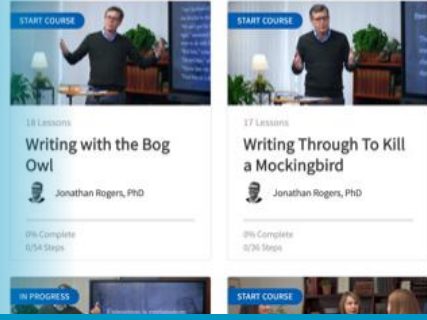 START COURSE
START COURSE
18 Lessons
Writing with the Bog
Owl
Jonathan Rogers, PhD
0% Complete
0/54 Steps
17 Lessons
Writing Through To Kill
a Mockingbird
Jonathan Rogers, PhD
0% Complete
0/36 Steps
IN PROGRESS
START COURSE